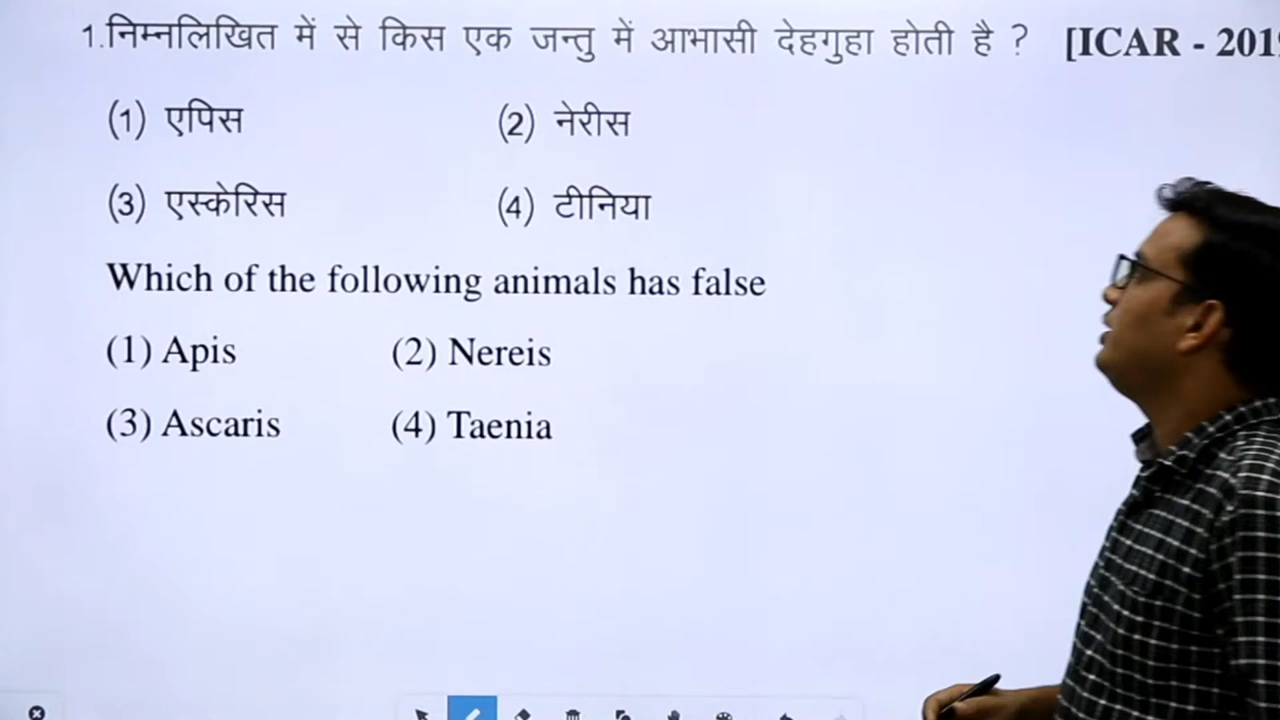 1.निम्नलिखित में से किस एक जन्तु में आभासी देहगुहा होती है ? [ICAR - 201
(1) एपिस (2) नेरीस
(3) एस्केरिस (4) टीनिया
Which of the following animals has false
(1) Apis (2) Nereis
(3) Ascaris (4) Taenia